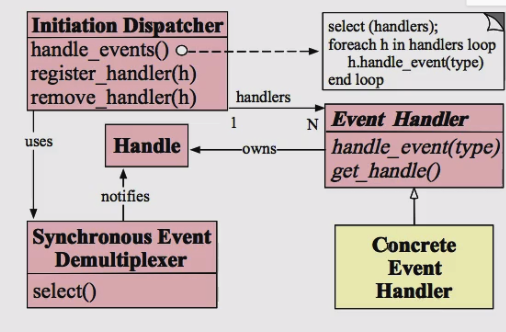 Initiation Dispatcher
handle_events()
register_handler(h)
remove_handler(h)
select (handlers);
foreach h in handlers loop
h.handle_event(type)
end loop
handlers
1
N
Event Handler
handle_event(type)
get_handle()
uses
Handle
owns
notifies
Synchronous Event
Demultiplexer
select()
Concrete
Event
Handler